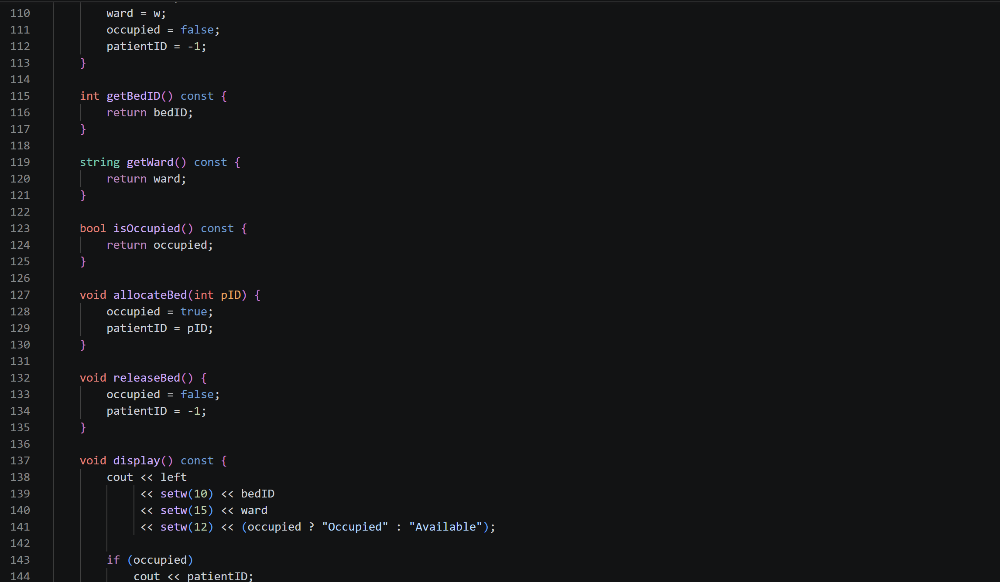 110 ward = w;
111 occupied = false;
112 patientID = -1;
113 }
114
115 int getBedID() const {
116 return bedID;
117 }
118
119 string getWard() const {
120 return ward;
121 }
122
123 bool isOccupied() const {
124 return occupied;
125 }
126
127 void allocateBed(int pID) {
128 occupied = true;
129 patientID = pID;
130 }
131
132 void releaseBed() {
133 occupied = false;
134 patientID = -1;
135 }
136
137 void display() const {
138 cout << left
139 << setw(10) << bedID
140 << setw(15) << ward
141 << setw(12) << (occupied ? "Occupied" : "Available");
142
143 if (occupied)
144 cout << patientID;